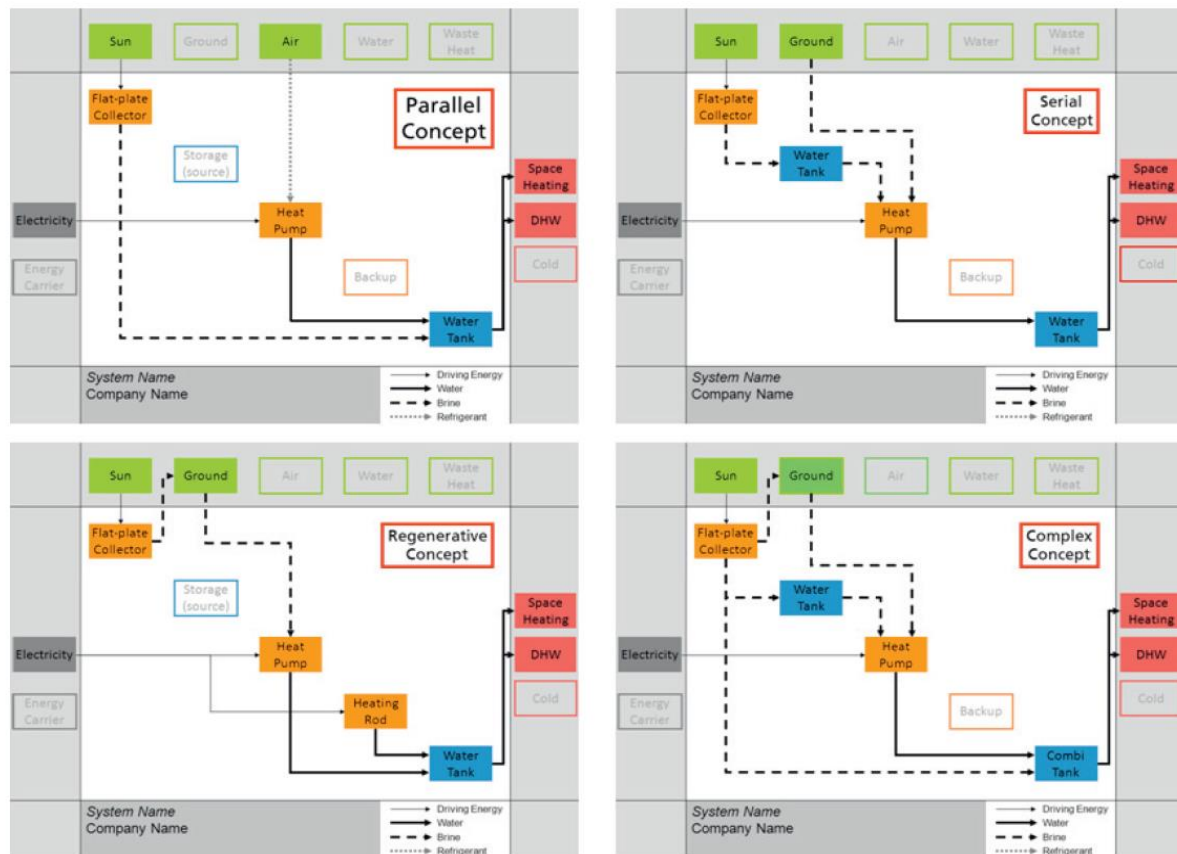 Sun
Ground
Air
Water
Waste
Heat
Flat-plate
Collector
Parallel
Concept
Storage
(source)
Space
Heating
Electricity
Heat
Pump
DHW
Energy
Carrier
Backup
Cold
Water
Tank
System Name
Company Name
Driving Energy
Water
Brine
Refrigerant
Sun
Ground
Air
Water
Waste
Heat
Flat-plate
Collector
Serial
Concept
Water
Tank
Space
Heating
Electricity
Heat
Pump
DHW
Energy
Carrier
Backup
Cold
Water
Tank
System Name
Company Name
Driving Energy
Water
Brine
Refrigerant
Sun
Ground
Air
Water
Waste
Heat
Flat-plate
Collector
Regenerative
Concept
Storage
(source)
Space
Heating
Electricity
Heat
Pump
DHW
Energy
Carrier
Heating
Rod
Cold
Water
Tank
System Name
Company Name
Driving Energy
Water
Brine
Refrigerant
Sun
Ground
Air
Water
Waste
Heat
Flat-plate
Collector
Complex
Concept
Water
Tank
Space
Heating
Electricity
Heat
Pump
DHW
Energy
Carrier
Backup
Cold
Combi
Tank
System Name
Company Name
Driving Energy
Water
Brine
Refrigerant